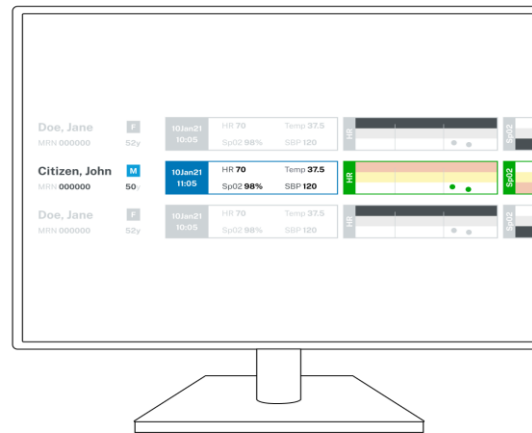 Doe, Jane F 10Jan21 HR 70 Temp 37.5 HR Sp02
MRN 000000 52y 10:05 Sp02 98% SBP 120
Citizen, John M 10Jan21 HR 70 Temp 37.5 HR Sp02
MRN 000000 50y 11:05 Sp02 98% SBP 120
Doe, Jane F 10Jan21 HR 70 Temp 37.5 HR Sp02
MRN 000000 52y 10:05 Sp02 98% SBP 120